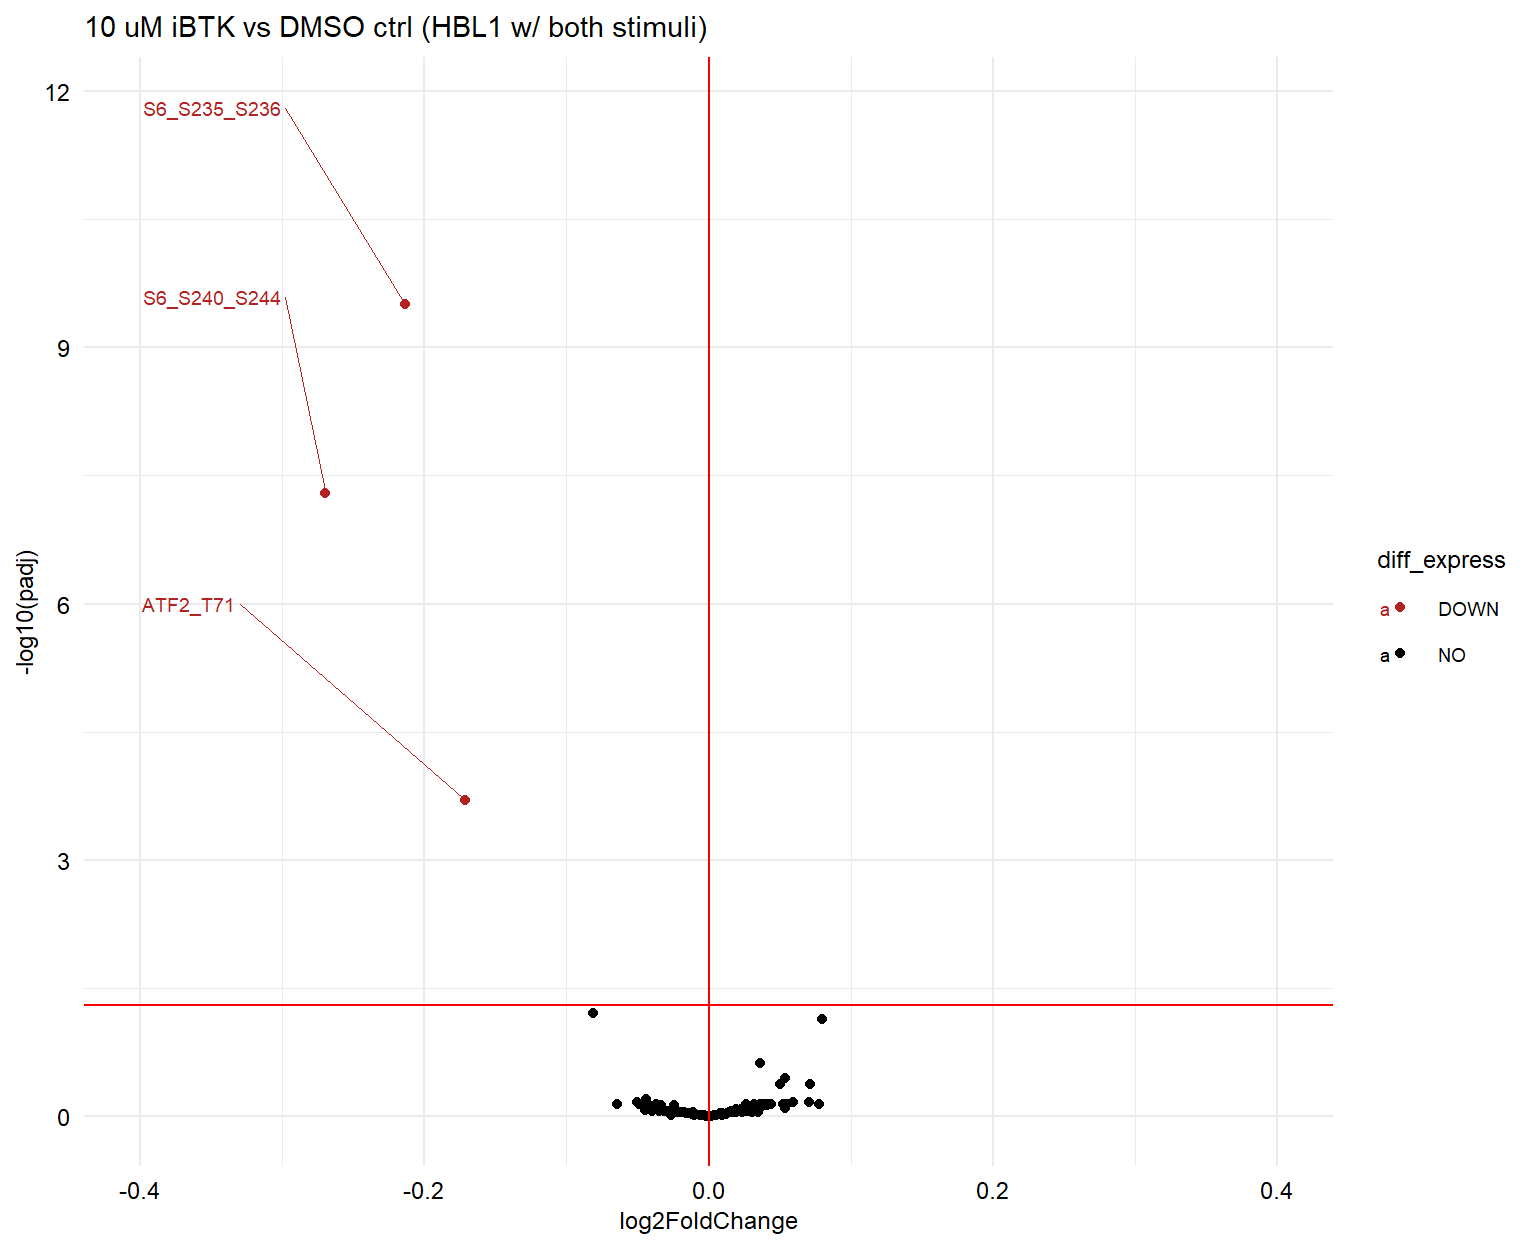 10 uM iBTK vs DMSO ctrl (HBL1 w/ both stimuli)
12
S6_S235_S236
S6_S240_S244
9
-log10(padj)
6
ATF2_T71
3
0
-0.4 -0.2 0.0 0.2 0.4
log2FoldChange
diff_express
a DOWN
a NO